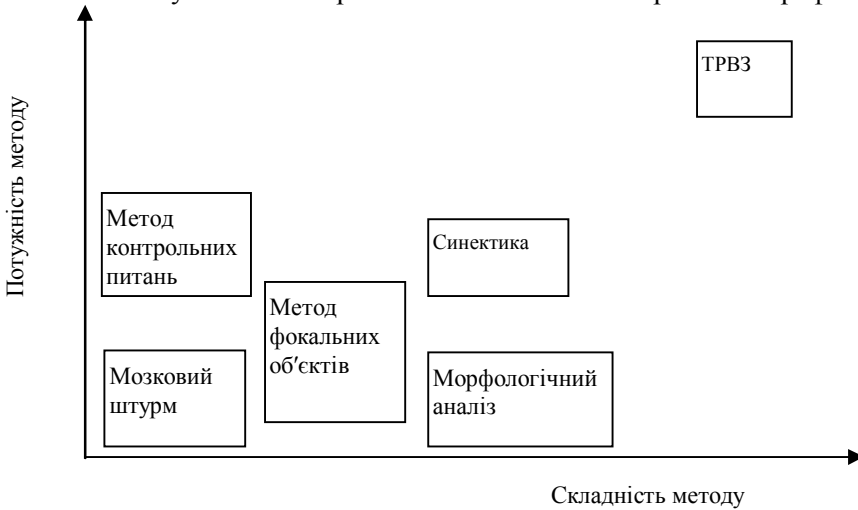 ТРВЗ
Потужність методу
Метод
контрольних
питань
Синектика
Метод
фокальних
об'єктів
Мозковий
штурм
Морфологічний
аналіз
Складність методу